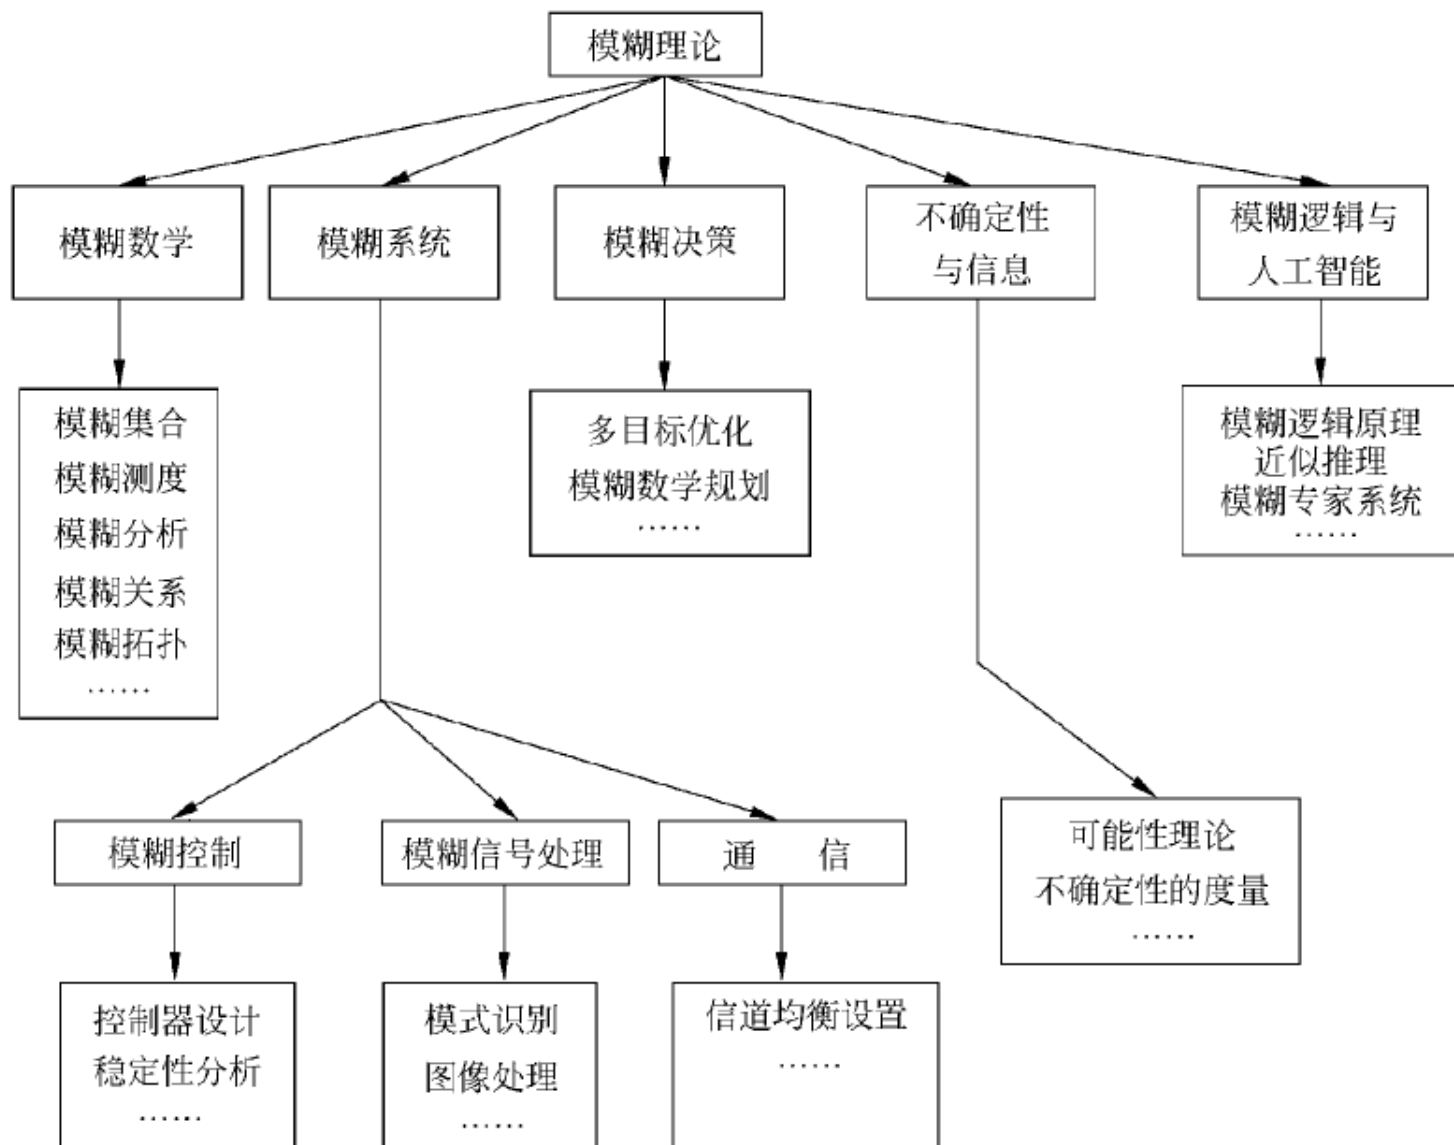 模糊理论
模糊数学
模糊系统
模糊决策
不确定性
与信息
模糊逻辑与
人工智能
模糊集合
模糊测度
模糊分析
模糊关系
模糊拓扑
……
多目标优化
模糊数学规划
……
模糊逻辑原理
近似推理
模糊专家系统
……
模糊控制
模糊信号处理
通 信
可能性理论
不确定性的度量
……
控制器设计
稳定性分析
……
模式识别
图像处理
……
信道均衡设置
……